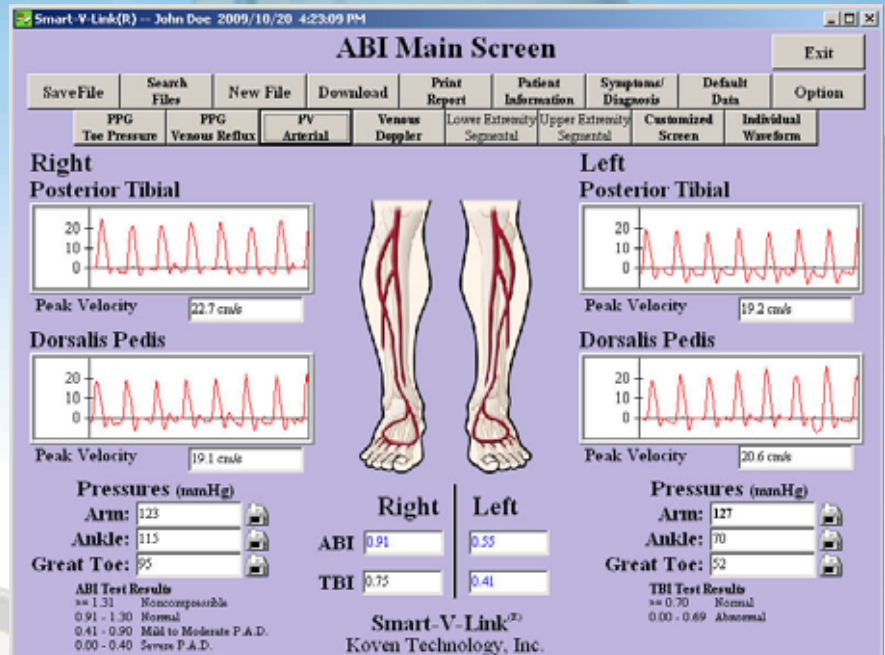 Smart-V-Link(R) -- John Doe 2009/10/20 4:23:09 PM
ABI Main Screen
Exit
Save File
Search Files
New File
Download
Print Report
Patient Information
Symptoms/ Diagnosis
Default Data
Option
PPG Toe Pressure
PPG Venous Reflux
PV Arterial
Venous Doppler
Lower Extremity Segmental
Upper Extremity Segmental
Customized Screen
Individual Waveform
Right
Posterior Tibial
20
10
0
Peak Velocity 22.7 cm/s
Dorsalis Pedis
20
10
0
Peak Velocity 19.1 cm/s
Left
Posterior Tibial
20
10
0
Peak Velocity 19.2 cm/s
Dorsalis Pedis
20
10
0
Peak Velocity 20.6 cm/s
Pressures (mmHg)
Arm: 123
Ankle: 115
Great Toe: 95
ABI Test Results
>= 1.31 Noncompressible
0.91 - 1.30 Normal
0.41 - 0.90 Mild to Moderate P.A.D.
0.00 - 0.40 Severe P.A.D.
Right Left
ABI 0.91 0.55
TBI 0.75 0.41
Smart-V-Link(R)
Koven Technology, Inc.
Pressures (mmHg)
Arm: 127
Ankle: 70
Great Toe: 52
TBI Test Results
>= 0.70 Normal
0.00 - 0.69 Abnormal